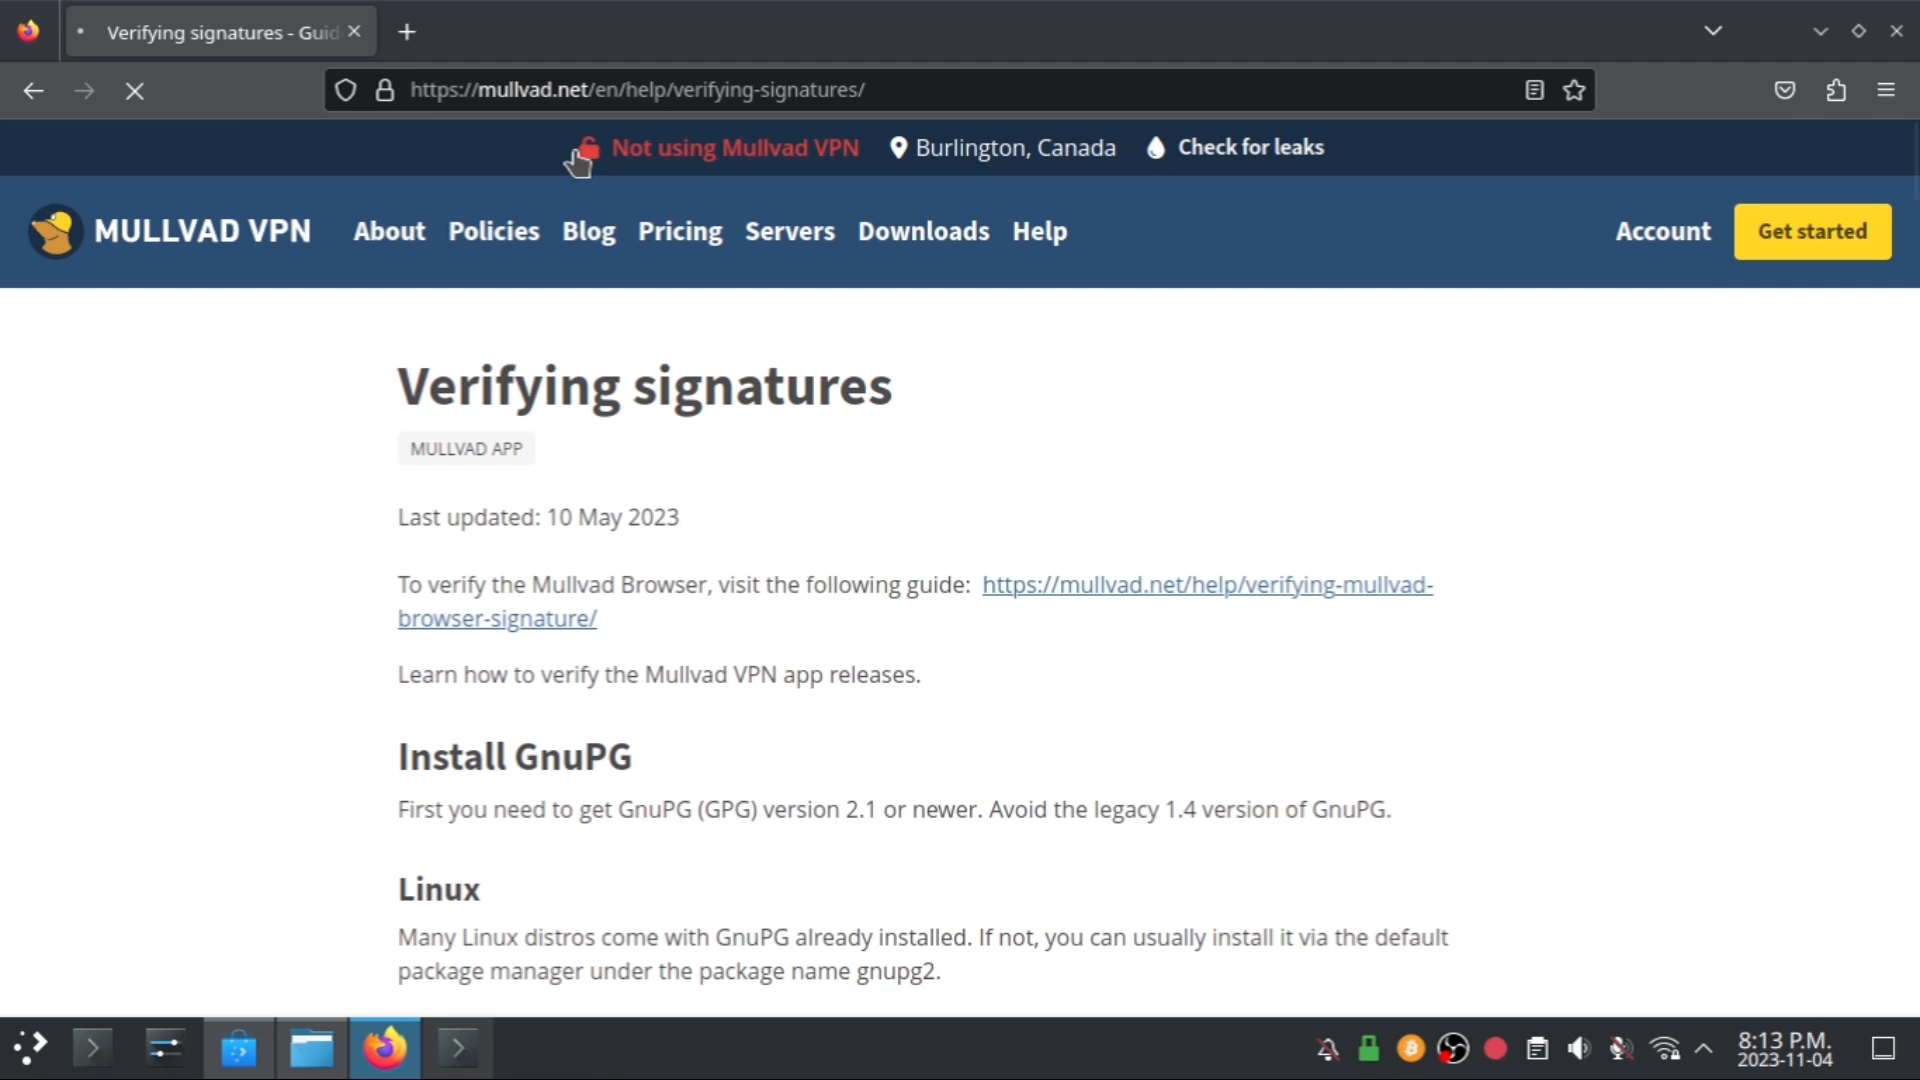 Verifying signatures - Guid
https://mullvad.net/en/help/verifying-signatures/
Not using Mullvad VPN Burlington, Canada Check for leaks
MULLVAD VPN About Policies Blog Pricing Servers Downloads Help Account Get started
Verifying signatures
MULLVAD APP
Last updated: 10 May 2023
To verify the Mullvad Browser, visit the following guide: https://mullvad.net/help/verifying-mullvad-
browser-signature/
Learn how to verify the Mullvad VPN app releases.
Install GnuPG
First you need to get GnuPG (GPG) version 2.1 or newer. Avoid the legacy 1.4 version of GnuPG.
Linux
Many Linux distros come with GnuPG already installed. If not, you can usually install it via the default
package manager under the package name gnupg2.
8:13 P.M.
2023-11-04